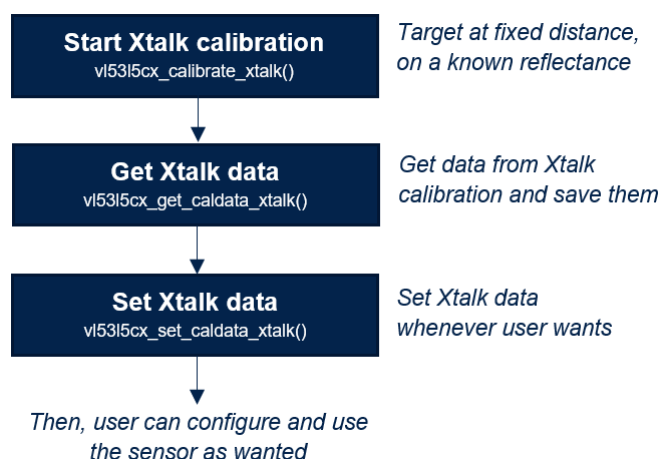 Start Xtalk calibration
vl53l5cx_calibrate_xtalk()
Target at fixed distance,
on a known reflectance
Get Xtalk data
vl53l5cx_get_caldata_xtalk()
Get data from Xtalk
calibration and save them
Set Xtalk data
vl53l5cx_set_caldata_xtalk()
Set Xtalk data
whenever user wants
Then, user can configure and use
the sensor as wanted